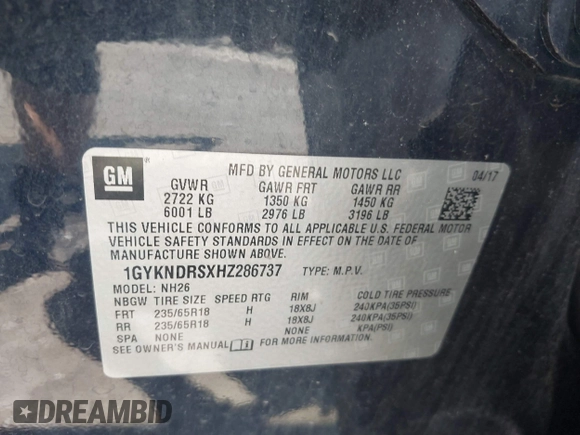 GM
MFD BY GENERAL MOTORS LLC 04/17
GVWR GAWR FRT GAWR RR
2722 KG 1350 KG 1450 KG
6001 LB 2976 LB 3196 LB
THIS VEHICLE CONFORMS TO ALL APPLICABLE U.S. FEDERAL MOTOR
VEHICLE SAFETY STANDARDS IN EFFECT ON THE DATE OF
MANUFACTURE SHOWN ABOVE.
1GYKNDRSXHZ286737 TYPE: M.P.V.
MODEL: NH26
NBGW TIRE SIZE SPEED RTG RIM COLD TIRE PRESSURE
FRT 235/65R18 H 18X8J 240KPA(35PSI)
RR 235/65R18 H 18X8J 240KPA(35PSI)
SPA NONE NONE KPA(PSI)
SEE OWNER'S MANUAL FOR MORE INFORMATION.
DREAMBID